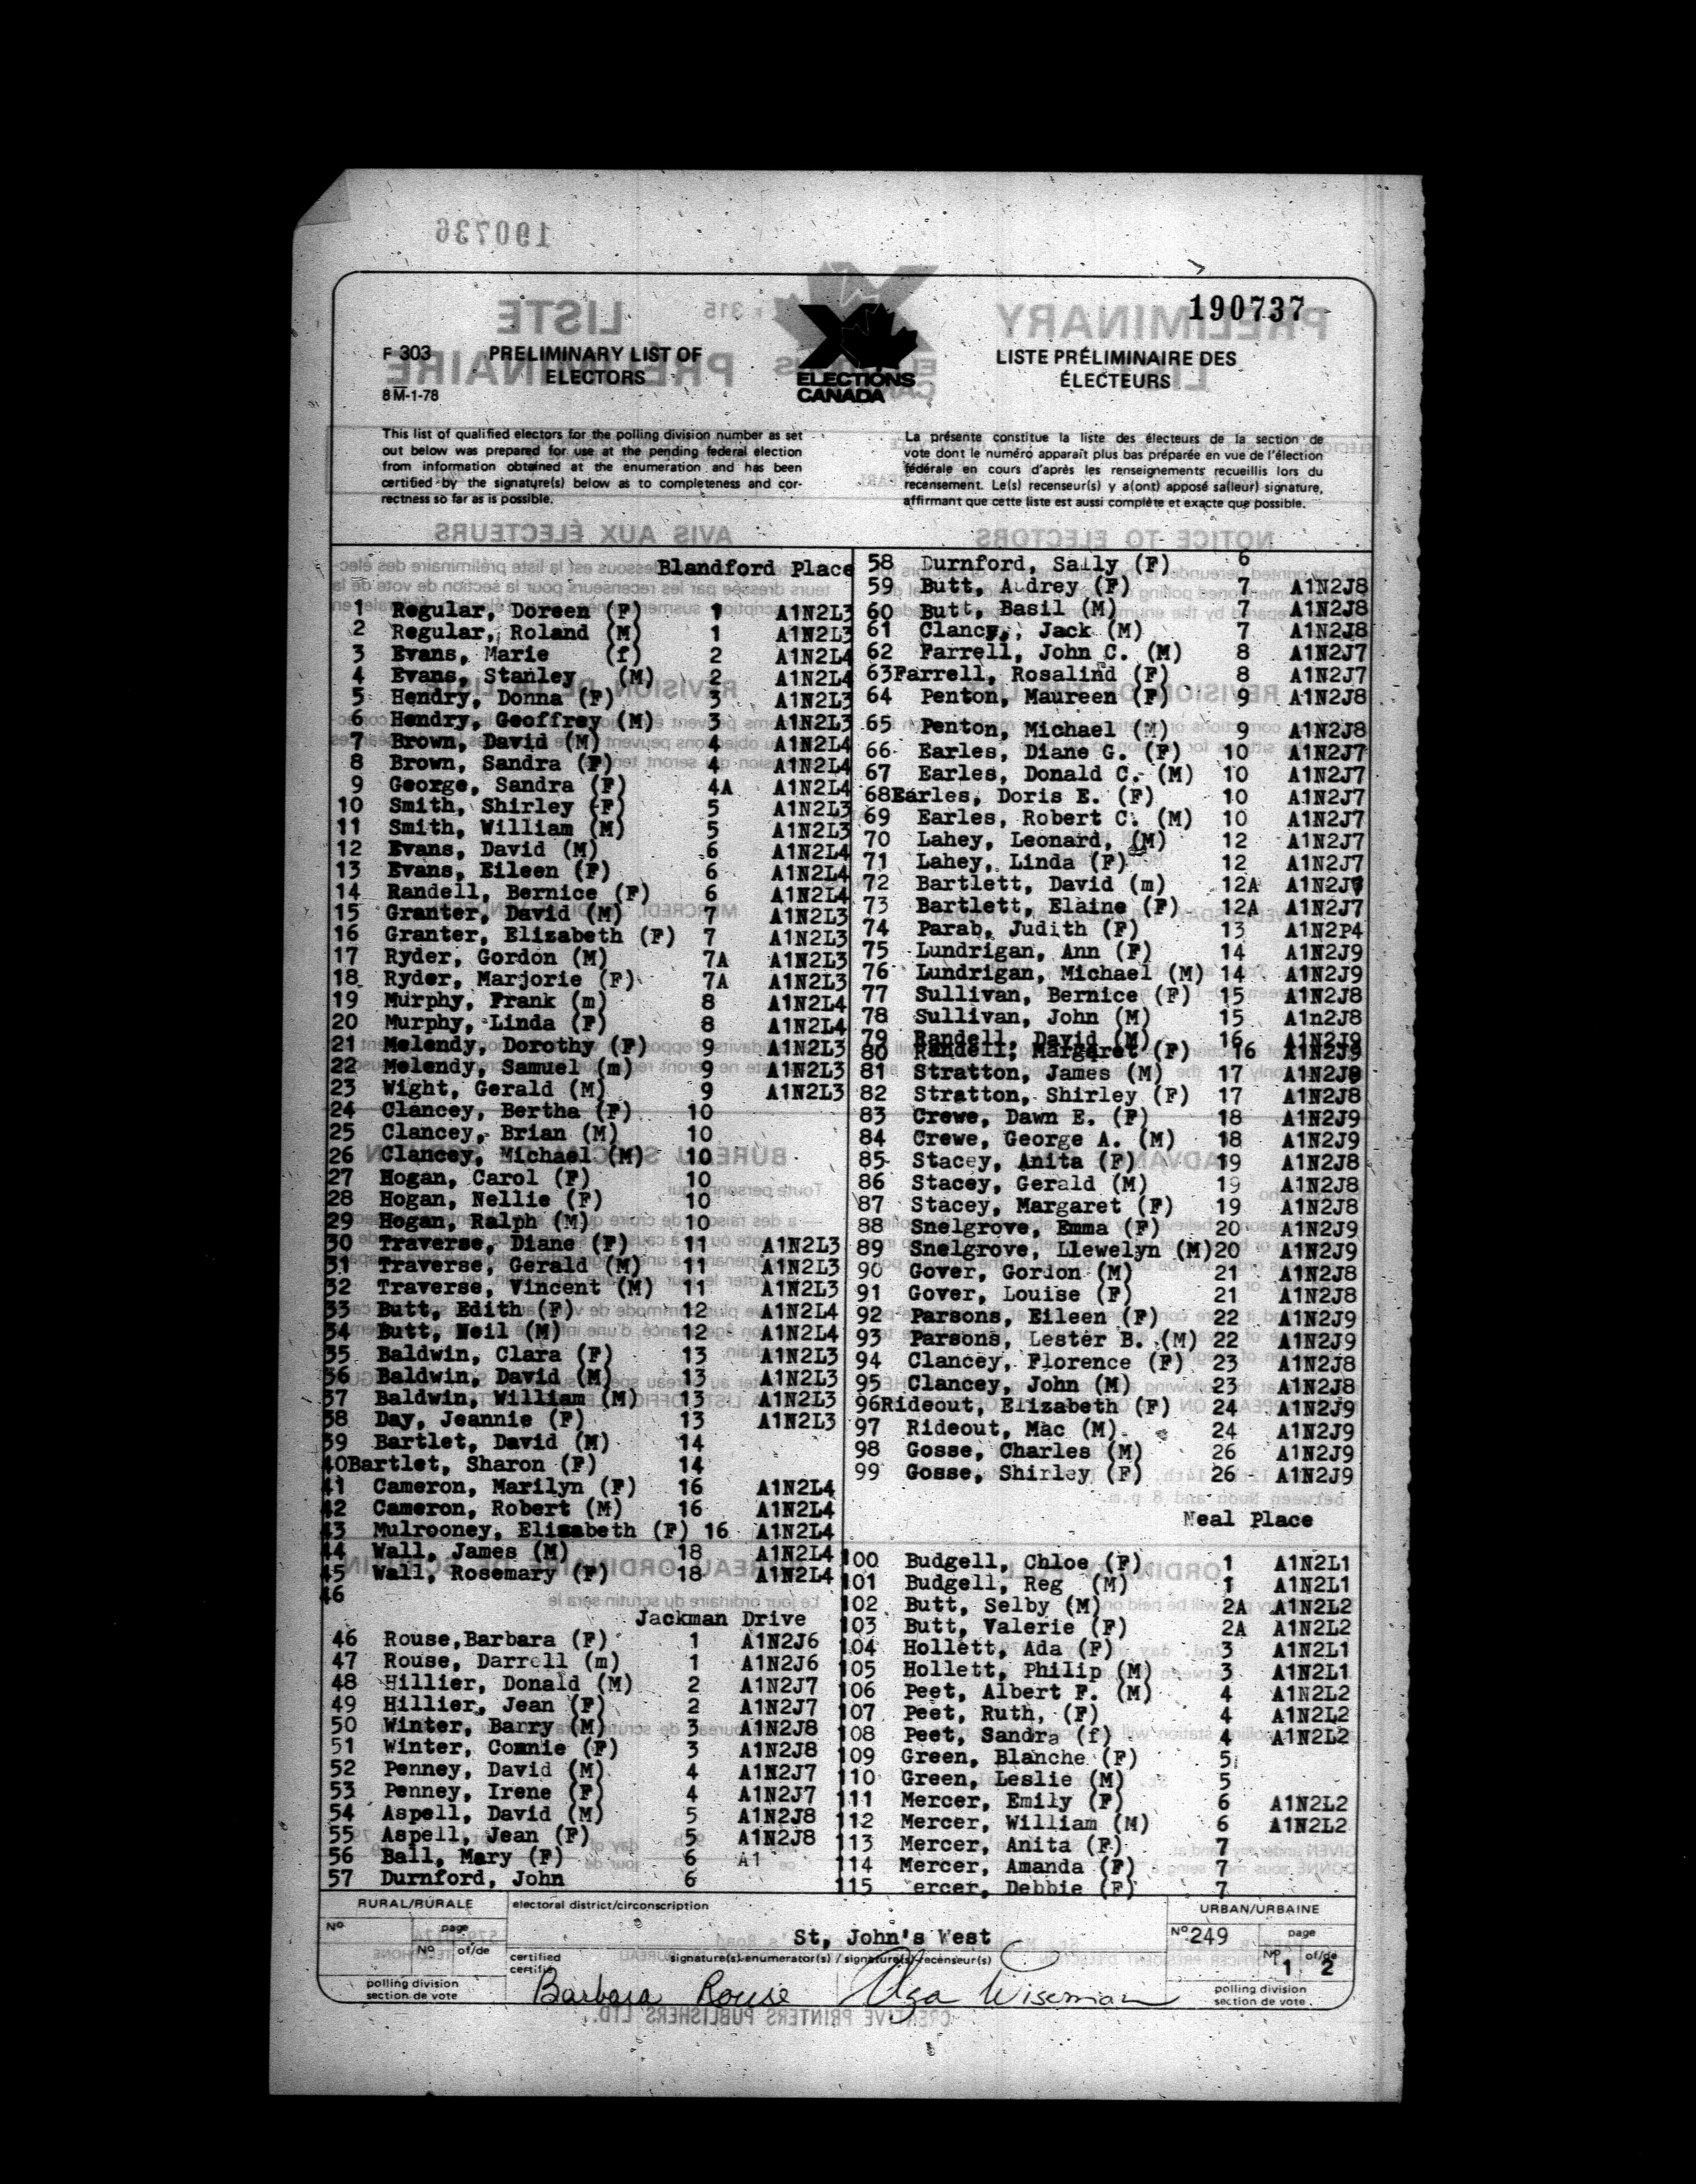 190737
F 303
PRELIMINARY LIST OF
ELECTORS
8M-1-78
ELECTIONS
CANADA
LISTE PRÉLIMINAIRE DES
ÉLECTEURS
This list of qualified electors for the polling division number as set
out below was prepared for use at the pending federal election
from information obtained at the enumeration and has been
certified by the signature(s) below as to completeness and cor-
rectness so far as is possible.
La présente constitue la liste des électeurs de la section de
vote dont le numéro apparaît plus bas préparée en vue de l'élection
fédérale en cours d'après les renseignements recueillis lors du
recensement. Le(s) recenseur(s) y a(ont) apposé sa(leur) signature,
affirmant que cette liste est aussi complète et exacte que possible.
Blandford Place
1 Regular, Doreen (F) 1 A1N2L3
2 Regular, Roland (M) 1 A1N2L3
3 Evans, Marie (f) 2 A1N2L4
4 Evans, Stanley (M) 2 A1N2L4
5 Hendry, Donna (F) 3 A1N2L3
6 Hendry, Geoffrey (M) 3 A1N2L3
7 Brown, David (M) 4 A1N2L4
8 Brown, Sandra (F) 4 A1N2L4
9 George, Sandra (F) 4A A1N2L4
10 Smith, Shirley (F) 5 A1N2L3
11 Smith, William (M) 5 A1N2L3
12 Evans, David (M) 6 A1N2L4
13 Evans, Eileen (F) 6 A1N2L4
14 Randell, Bernice (F) 6 A1N2L4
15 Granter, David (M) 7 A1N2L3
16 Granter, Elizabeth (F) 7 A1N2L3
17 Ryder, Gordon (M) 7A A1N2L3
18 Ryder, Marjorie (F) 7A A1N2L3
19 Murphy, Frank (m) 8 A1N2L4
20 Murphy, Linda (F) 8 A1N2L4
21 Melendy, Dorothy (F) 9 A1N2L3
22 Melendy, Samuel (m) 9 A1N2L3
23 Wight, Gerald (M) 9 A1N2L3
24 Clancey, Bertha (F) 10
25 Clancey, Brian (M) 10
26 Clancey, Michael (M) 10
27 Hogan, Carol (F) 10
28 Hogan, Nellie (F) 10
29 Hogan, Ralph (M) 10
30 Traverse, Diane (F) 11 A1N2L3
31 Traverse, Gerald (M) 11 A1N2L3
32 Traverse, Vincent (M) 11 A1N2L3
33 Butt, Edith (F) 12 A1N2L4
34 Butt, Neil (M) 12 A1N2L4
35 Baldwin, Clara (F) 13 A1N2L3
36 Baldwin, David (M) 13 A1N2L3
37 Baldwin, William (M) 13 A1N2L3
38 Day, Jeannie (F) 13 A1N2L3
39 Bartlet, David (M) 14
40Bartlet, Sharon (F) 14
41 Cameron, Marilyn (F) 16 A1N2L4
42 Cameron, Robert (M) 16 A1N2L4
43 Mulrooney, Elisabeth (F) 16 A1N2L4
44 Wall, James (M) 18 A1N2L4
45 Wall, Rosemary (F) 18 A1N2L4
46
Jackman Drive
46 Rouse,Barbara (F) 1 A1N2J6
47 Rouse, Darrell (m) 1 A1N2J6
48 Hillier, Donald (M) 2 A1N2J7
49 Hillier, Jean (F) 2 A1N2J7
50 Winter, Barry (M) 3 A1N2J8
51 Winter, Connie (F) 3 A1N2J8
52 Penney, David (M) 4 A1N2J7
53 Penney, Irene (F) 4 A1N2J7
54 Aspell, David (M) 5 A1N2J8
55 Aspell, Jean (F) 5 A1N2J8
56 Ball, Mary (F) 6 A1
57 Durnford, John 6
58 Durnford, Sally (F) 6
59 Butt, Audrey (F) 7 A1N2J8
60 Butt, Basil (M) 7 A1N2J8
61 Clancy,, Jack (M) 7 A1N2J8
62 Farrell, John C. (M) 8 A1N2J7
63Farrell, Rosalind (F) 8 A1N2J7
64 Penton, Maureen (F) 9 A1N2J8
65 Penton, Michael (M) 9 A1N2J8
66 Earles, Diane G. (F) 10 A1N2J7
67 Earles, Donald C. (M) 10 A1N2J7
68Earles, Doris E. (F) 10 A1N2J7
69 Earles, Robert C. (M) 10 A1N2J7
70 Lahey, Leonard, (M) 12 A1N2J7
71 Lahey, Linda (F) 12 A1N2J7
72 Bartlett, David (m) 12A A1N2J7
73 Bartlett, Elaine (F) 12A A1N2J7
74 Parab, Judith (F) 13 A1N2P4
75 Lundrigan, Ann (F) 14 A1N2J9
76 Lundrigan, Michael (M) 14 A1N2J9
77 Sullivan, Bernice (F) 15 A1N2J8
78 Sullivan, John (M) 15 A1n2J8
79 Randell, David (M) 16 A1N2J9
80 Randell, Margaret (F) 16 A1N2J9
81 Stratton, James (M) 17 A1N2J8
82 Stratton, Shirley (F) 17 A1N2J8
83 Crewe, Dawn E. (F) 18 A1N2J9
84 Crewe, George A. (M) 18 A1N2J9
85 Stacey, Anita (F) 19 A1N2J8
86 Stacey, Gerald (M) 19 A1N2J8
87 Stacey, Margaret (F) 19 A1N2J8
88 Snelgrove, Emma (F) 20 A1N2J9
89 Snelgrove, Llewelyn (M)20 A1N2J9
90 Gover, Gordon (M) 21 A1N2J8
91 Gover, Louise (F) 21 A1N2J8
92 Parsons, Eileen (F) 22 A1N2J9
93 Parsons, Lester B. (M) 22 A1N2J9
94 Clancey, Florence (F) 23 A1N2J8
95 Clancey, John (M) 23 A1N2J8
96Rideout, Elizabeth (F) 24 A1N2J9
97 Rideout, Mac (M) 24 A1N2J9
98 Gosse, Charles (M) 26 A1N2J9
99 Gosse, Shirley (F) 26 A1N2J9
Neal Place
100 Budgell, Chloe (F) 1 A1N2L1
101 Budgell, Reg (M) 1 A1N2L1
102 Butt, Selby (M) 2A A1N2L2
103 Butt, Valerie (F) 2A A1N2L2
104 Hollett, Ada (F) 3 A1N2L1
105 Hollett, Philip (M) 3 A1N2L1
106 Peet, Albert F. (M) 4 A1N2L2
107 Peet, Ruth, (F) 4 A1N2L2
108 Peet, Sandra (f) 4 A1N2L2
109 Green, Blanche (F) 5
110 Green, Leslie (M) 5
111 Mercer, Emily (F) 6 A1N2L2
112 Mercer, William (M) 6 A1N2L2
113 Mercer, Anita (F) 7
114 Mercer, Amanda (F) 7
115 ercer, Debbie (F) 7
RURAL/RURALE
No
page
No of/de
polling division
section de vote
electoral district/circonscription
St, John's West
certified
certifié
signature(s)-enumerator(s) / signature(s)-recenseur(s)
Barbara Rouse Olga Wiseman
URBAN/URBAINE
No 249
page
No 1 of/de 2
polling division
section de vote